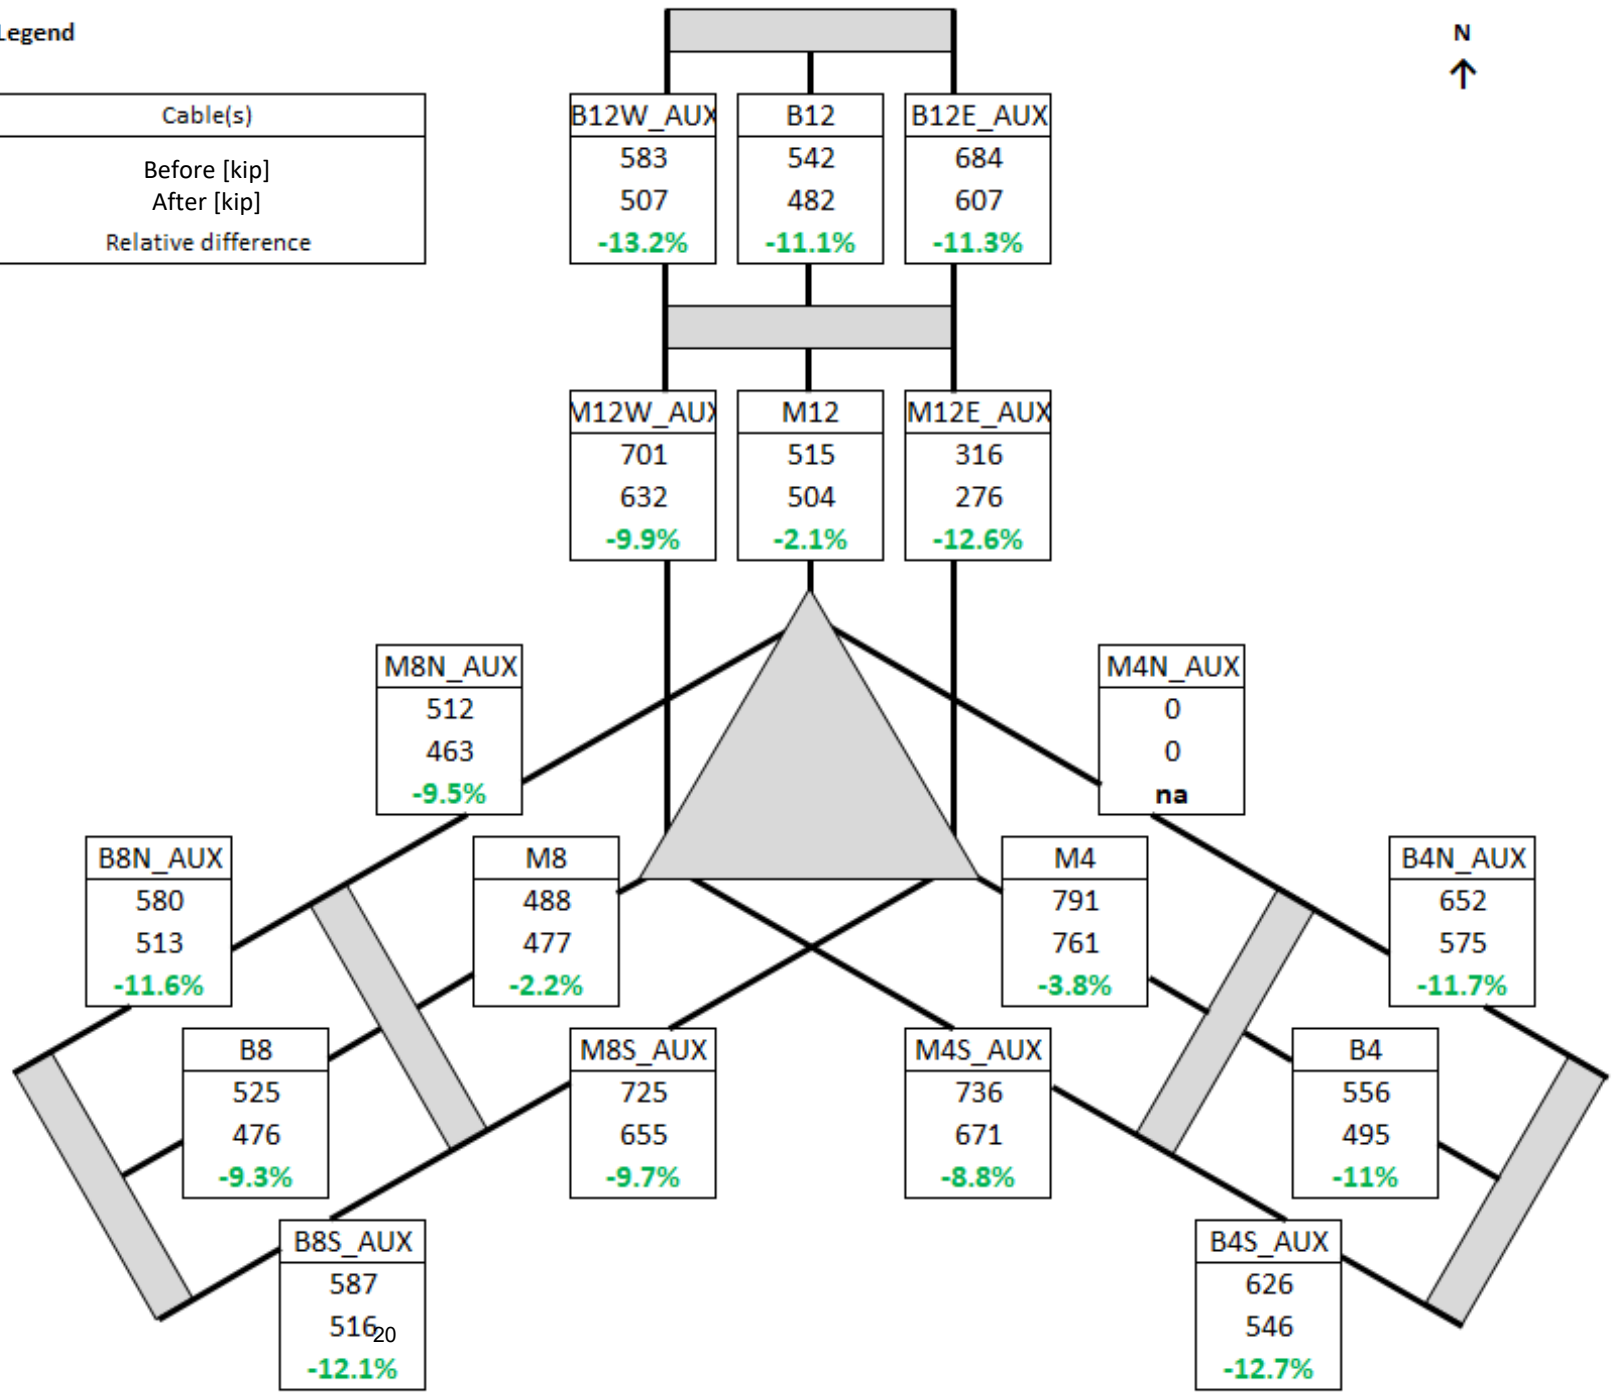 Legend
N
↑
Cable(s)
Before [kip]
After [kip]
Relative difference
B12W_AUX
583
507
-13.2%
B12
542
482
-11.1%
B12E_AUX
684
607
-11.3%
M12W_AUX
701
632
-9.9%
M12
515
504
-2.1%
M12E_AUX
316
276
-12.6%
M8N_AUX
512
463
-9.5%
M4N_AUX
0
0
na
B8N_AUX
580
513
-11.6%
M8
488
477
-2.2%
M4
791
761
-3.8%
B4N_AUX
652
575
-11.7%
B8
525
476
-9.3%
M8S_AUX
725
655
-9.7%
M4S_AUX
736
671
-8.8%
B4
556
495
-11%
B8S_AUX
587
516
20
-12.1%
B4S_AUX
626
546
-12.7%